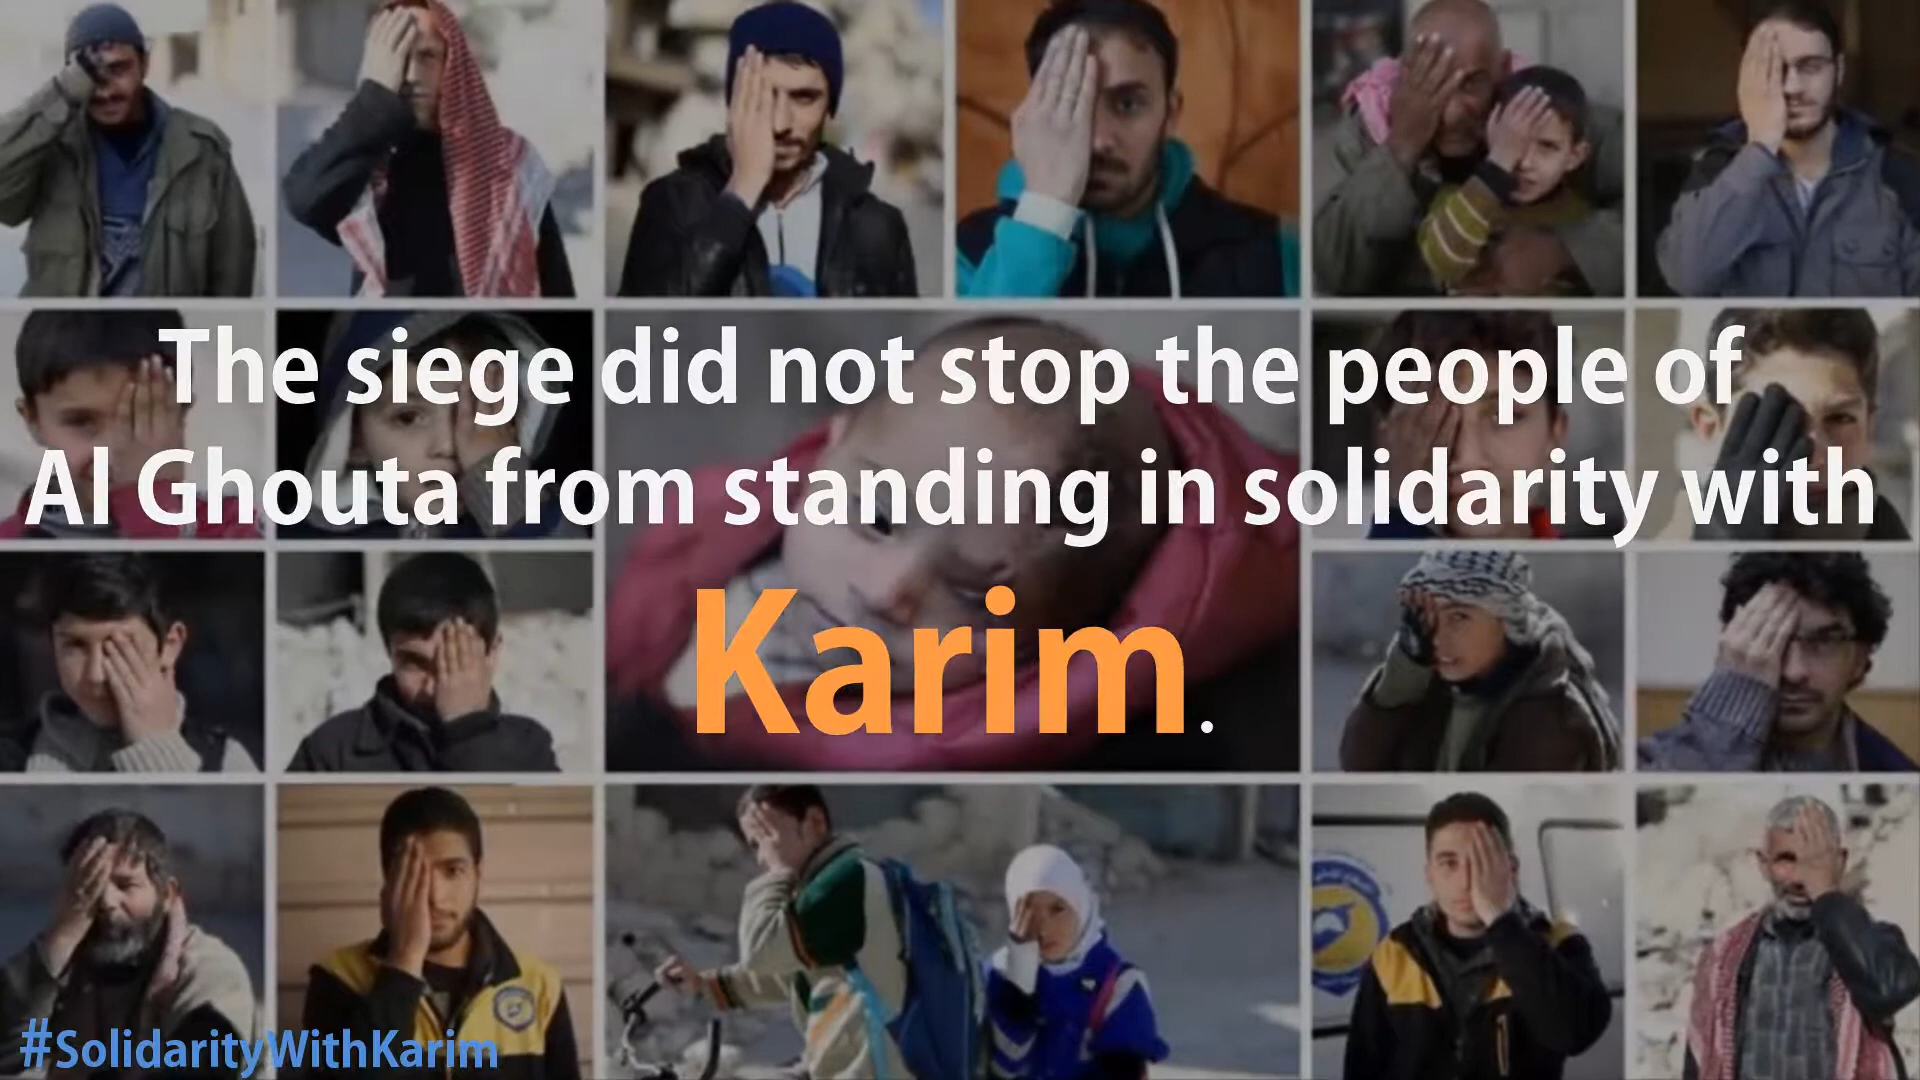 The siege did not stop the people of
Al Ghouta from standing in solidarity with
Karim.
#SolidarityWithKarim